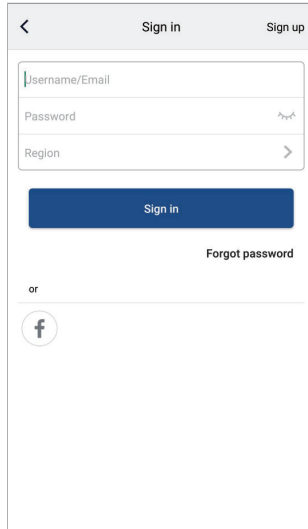 Sign in
Sign up
Username/Email
Password
Region
Sign in
Forgot password
or